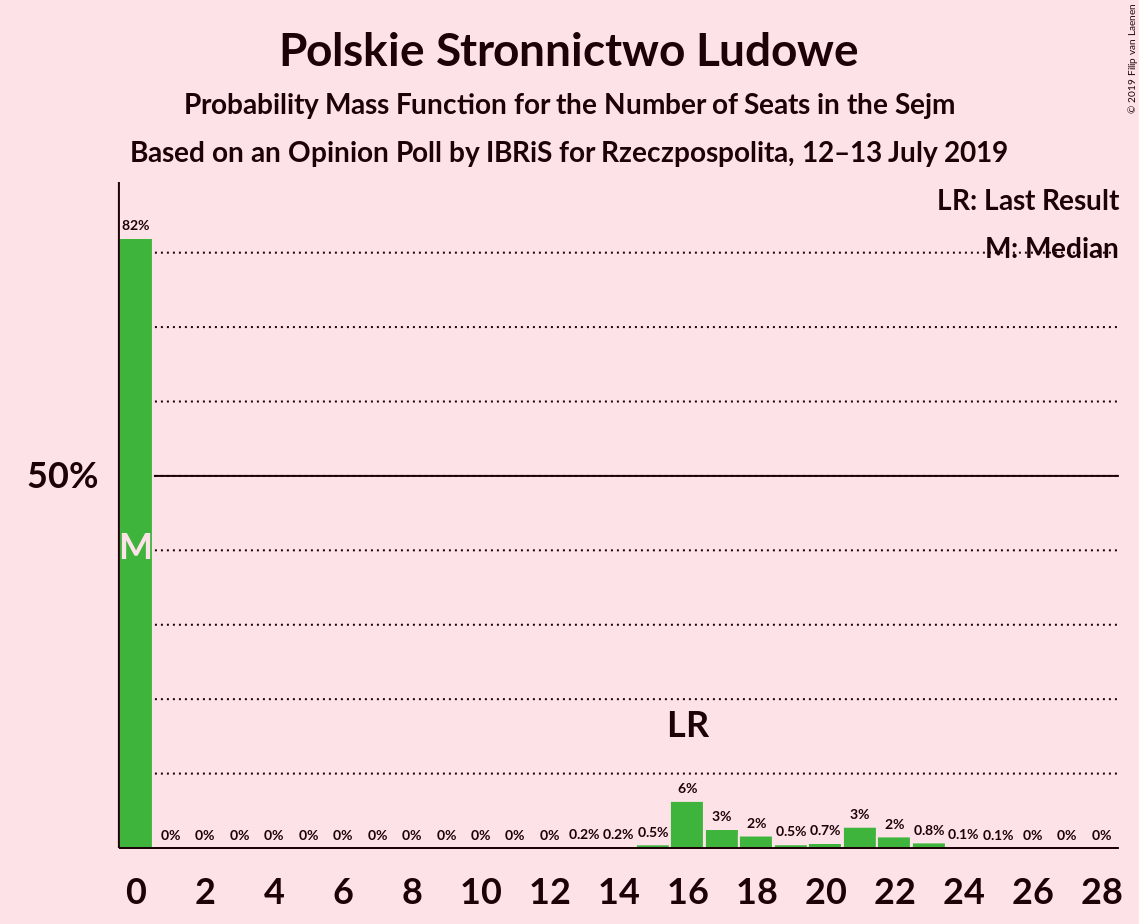 Polskie Stronnictwo Ludowe
Probability Mass Function for the Number of Seats in the Sejm
Based on an Opinion Poll by IBRiS for Rzeczpospolita, 12–13 July 2019
© 2019 Filip van Laenen
LR: Last Result
M: Median
82%
50%
M
LR
0% 0% 0% 0% 0% 0% 0% 0% 0% 0% 0% 0% 0.2% 0.2% 0.5% 6% 3% 2% 0.5% 0.7% 3% 2% 0.8% 0.1% 0.1% 0% 0% 0%
0 2 4 6 8 10 12 14 16 18 20 22 24 26 28